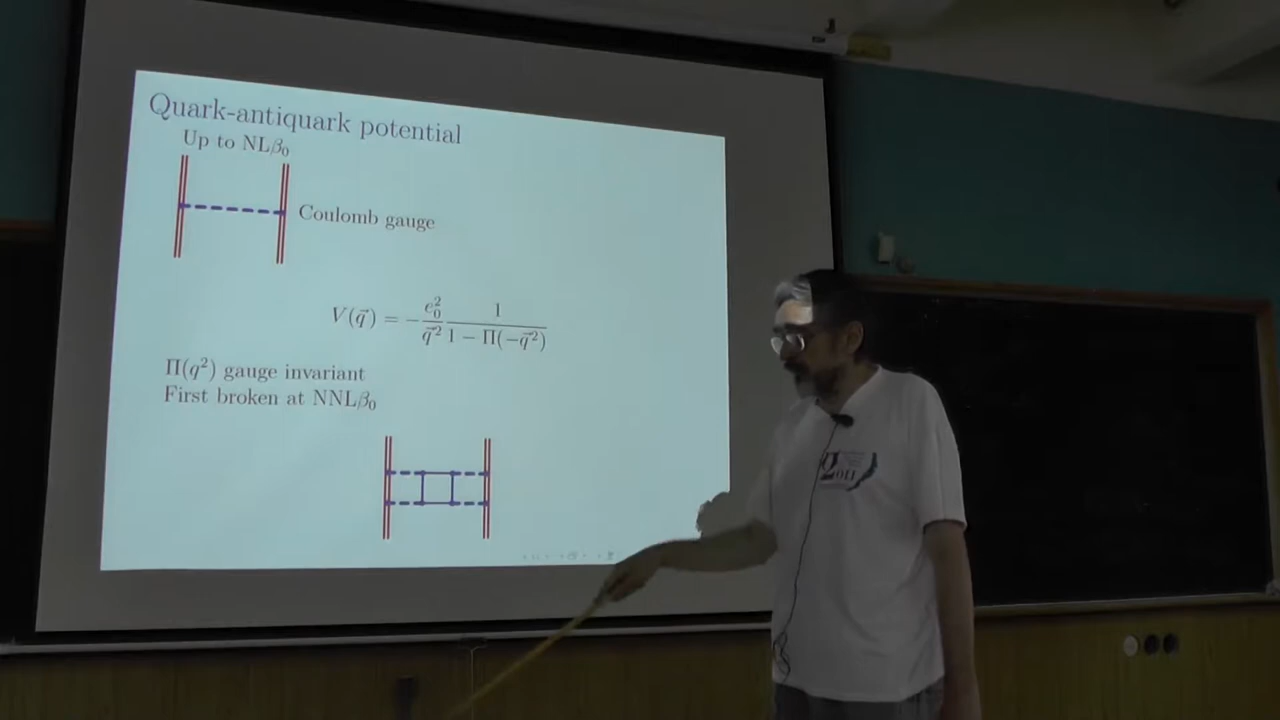 Quark-antiquark potential
Up to NLβ₀
Coulomb gauge
V(q⃗) = −e₀²/q⃗² 1/(1 − Π(−q⃗²))
Π(q²) gauge invariant
First broken at NNLβ₀
2011